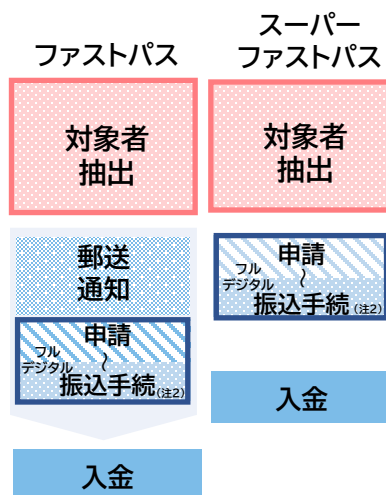 ファストパス
対象者
抽出
郵送
通知
申請
フル
デジタル
～
振込手続(注2)
入金
スーパー
ファストパス
対象者
抽出
申請
フル
デジタル
～
振込手続(注2)
入金